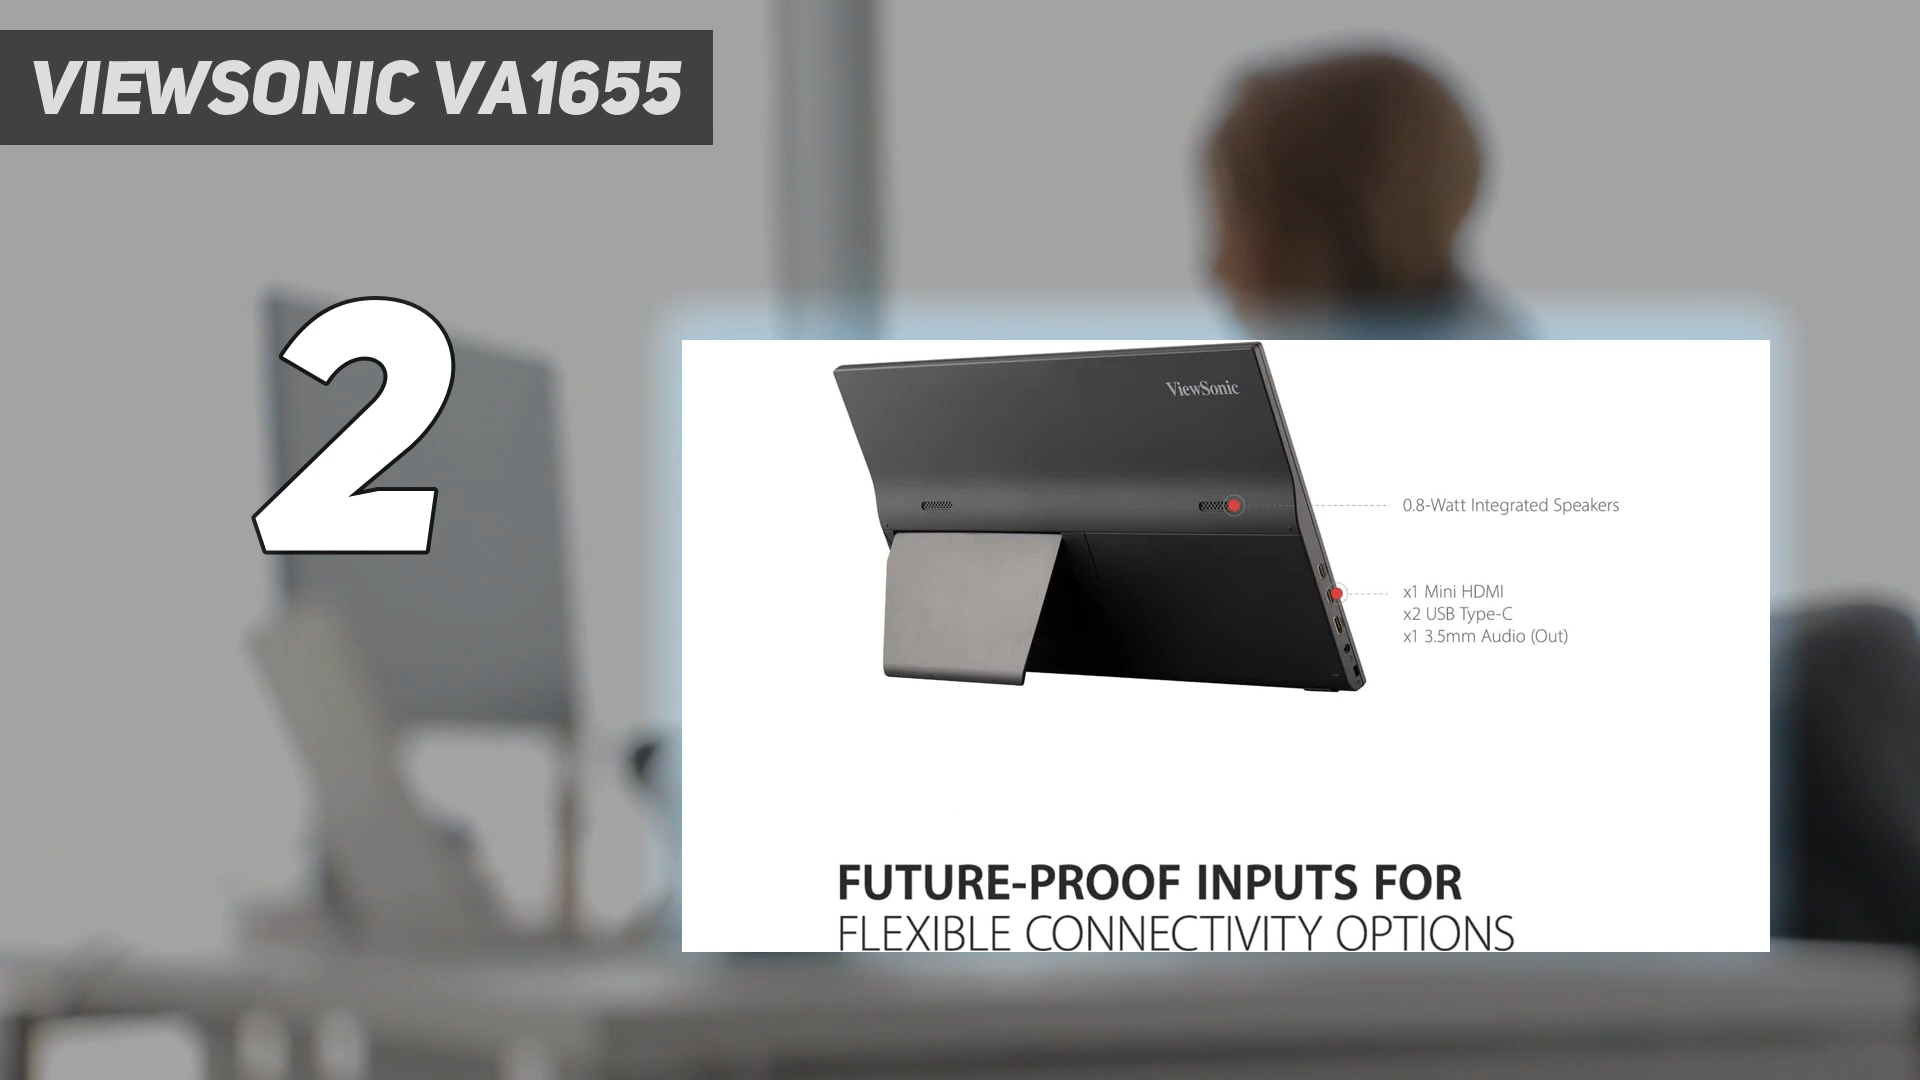 VIEWSONIC VA1655
2
ViewSonic
0.8-Watt Integrated Speakers
x1 Mini HDMI
x2 USB Type-C
x1 3.5mm Audio (Out)
FUTURE-PROOF INPUTS FOR
FLEXIBLE CONNECTIVITY OPTIONS